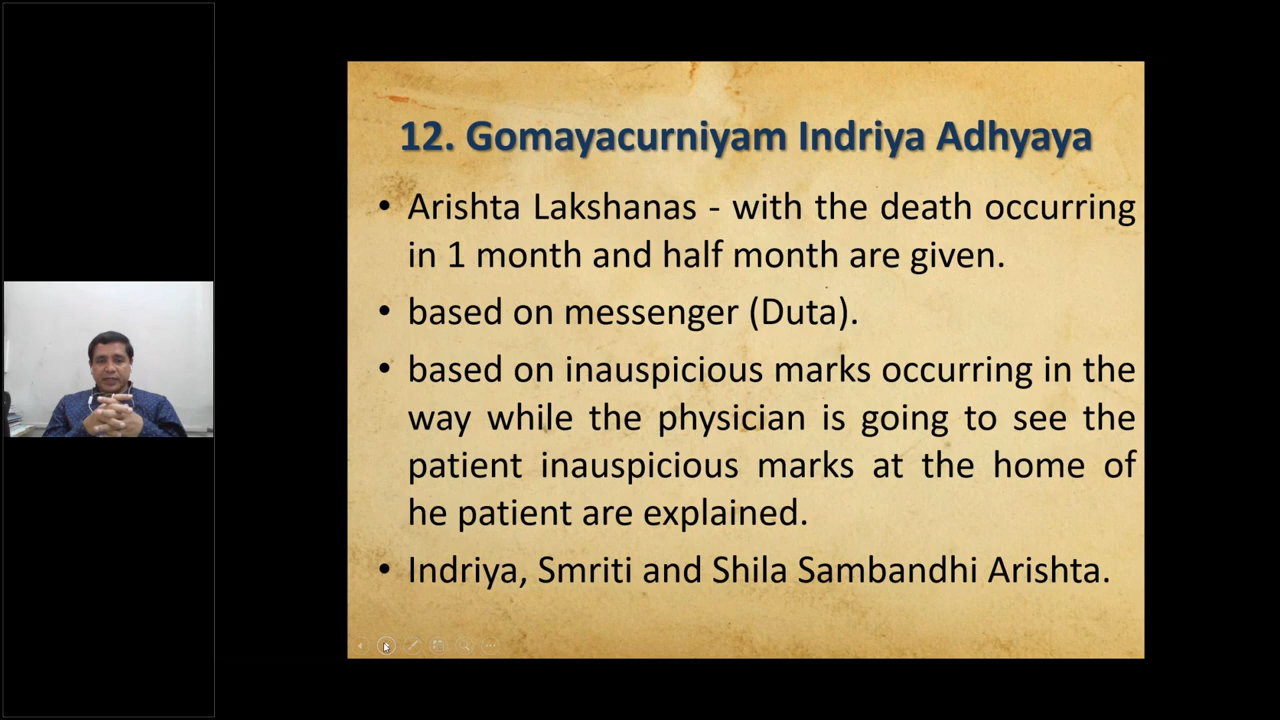 12. Gomayacurniyam Indriya Adhyaya
• Arishta Lakshanas - with the death occurring
in 1 month and half month are given.
• based on messenger (Duta).
• based on inauspicious marks occurring in the
way while the physician is going to see the
patient inauspicious marks at the home of
he patient are explained.
• Indriya, Smriti and Shila Sambandhi Arishta.